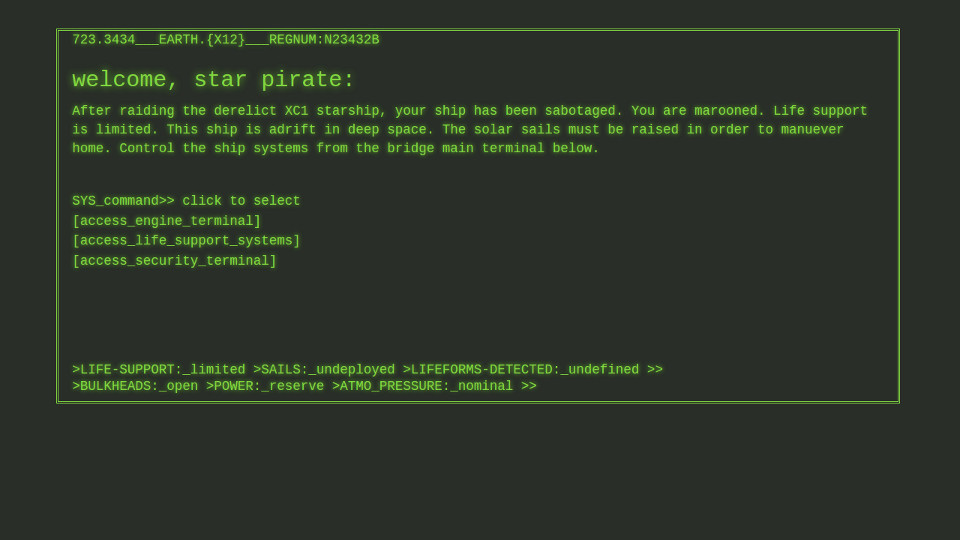 723.3434___EARTH.{X12}___REGNUM:N23432B
welcome, star pirate:
After raiding the derelict XC1 starship, your ship has been sabotaged. You are marooned. Life support
is limited. This ship is adrift in deep space. The solar sails must be raised in order to manuever
home. Control the ship systems from the bridge main terminal below.
SYS_command>> click to select
[access_engine_terminal]
[access_life_support_systems]
[access_security_terminal]
>LIFE-SUPPORT:_limited >SAILS:_undeployed >LIFEFORMS-DETECTED:_undefined >>
>BULKHEADS:_open >POWER:_reserve >ATMO_PRESSURE:_nominal >>